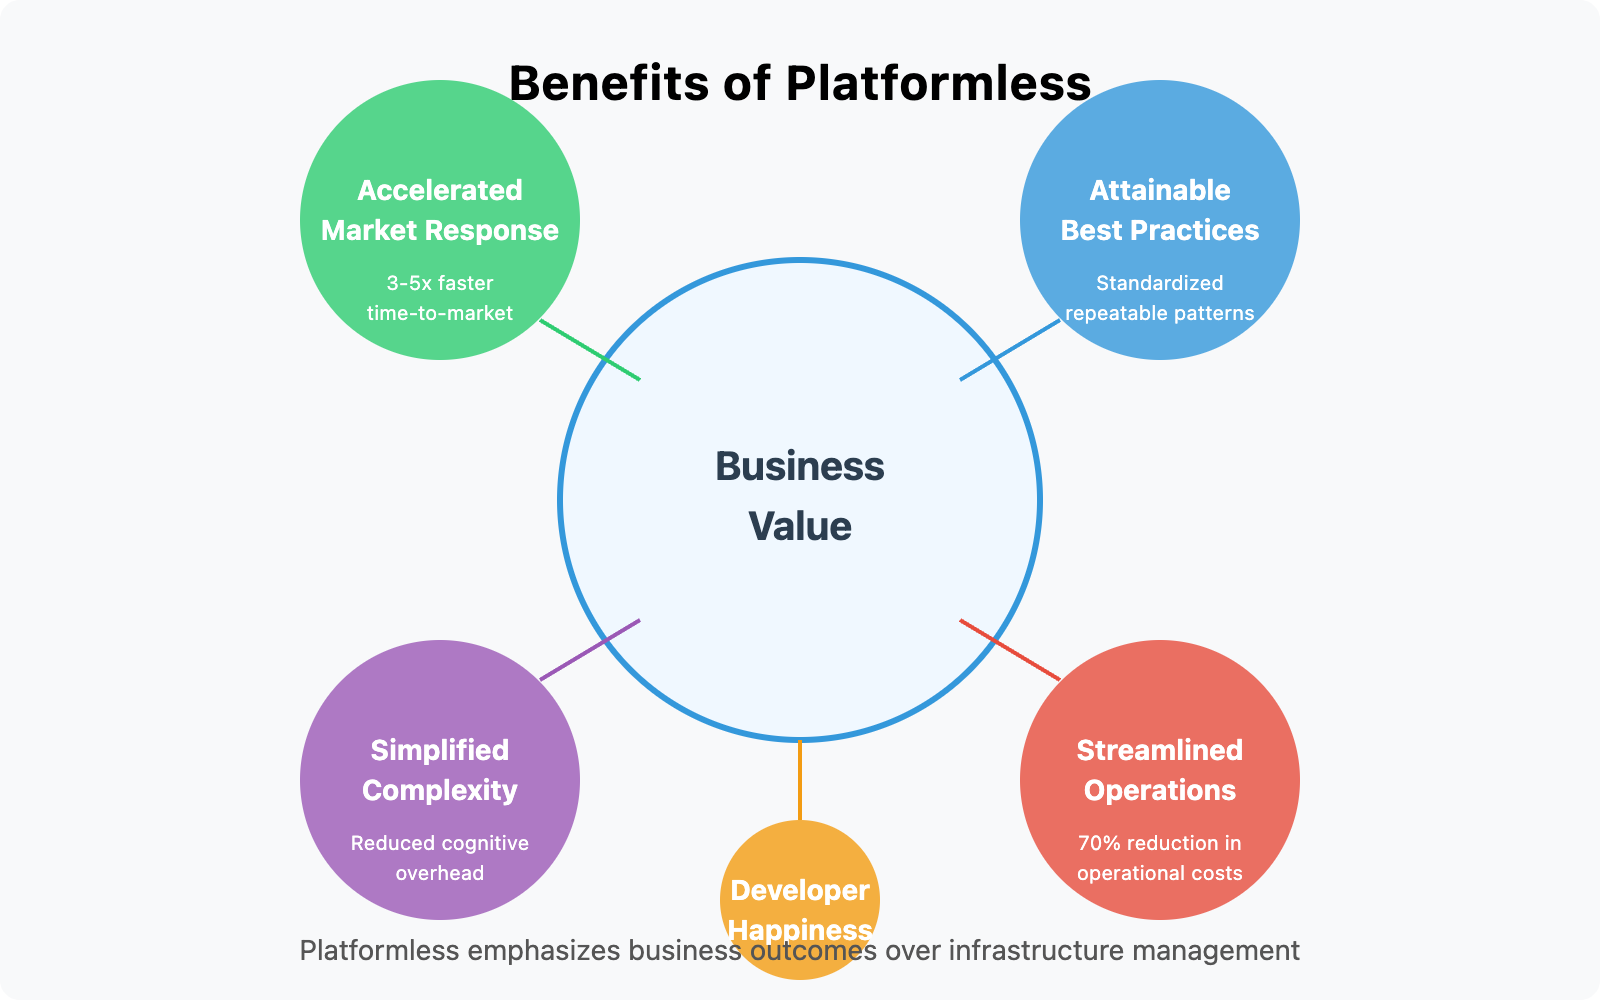 Benefits of Platformless
Accelerated
Market Response
3-5x faster
time-to-market
Attainable
Best Practices
Standardized
repeatable patterns
Business
Value
Simplified
Complexity
Reduced cognitive
overhead
Streamlined
Operations
70% reduction in
operational costs
Developer
Happiness
Platformless emphasizes business outcomes over infrastructure management